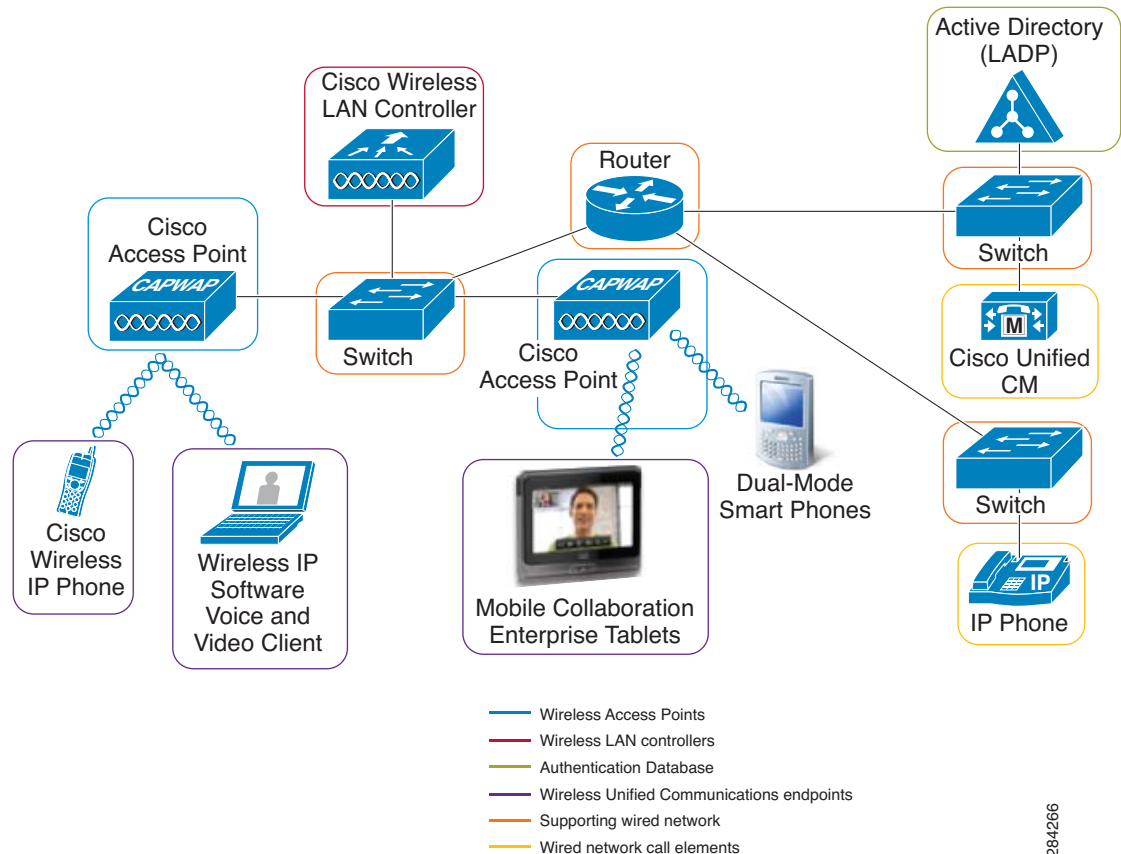 Active Directory
(LADP)
Cisco Wireless
LAN Controller
Router
Cisco
Access Point
CAPWAP
CAPWAP
Switch
Switch
Cisco
Access Point
M
Cisco Unified
CM
Cisco
Wireless
IP Phone
Wireless IP
Software
Voice and
Video Client
Mobile Collaboration
Enterprise Tablets
Dual-Mode
Smart Phones
Switch
IP
IP Phone
Wireless Access Points
Wireless LAN controllers
Authentication Database
Wireless Unified Communications endpoints
Supporting wired network
Wired network call elements
284266